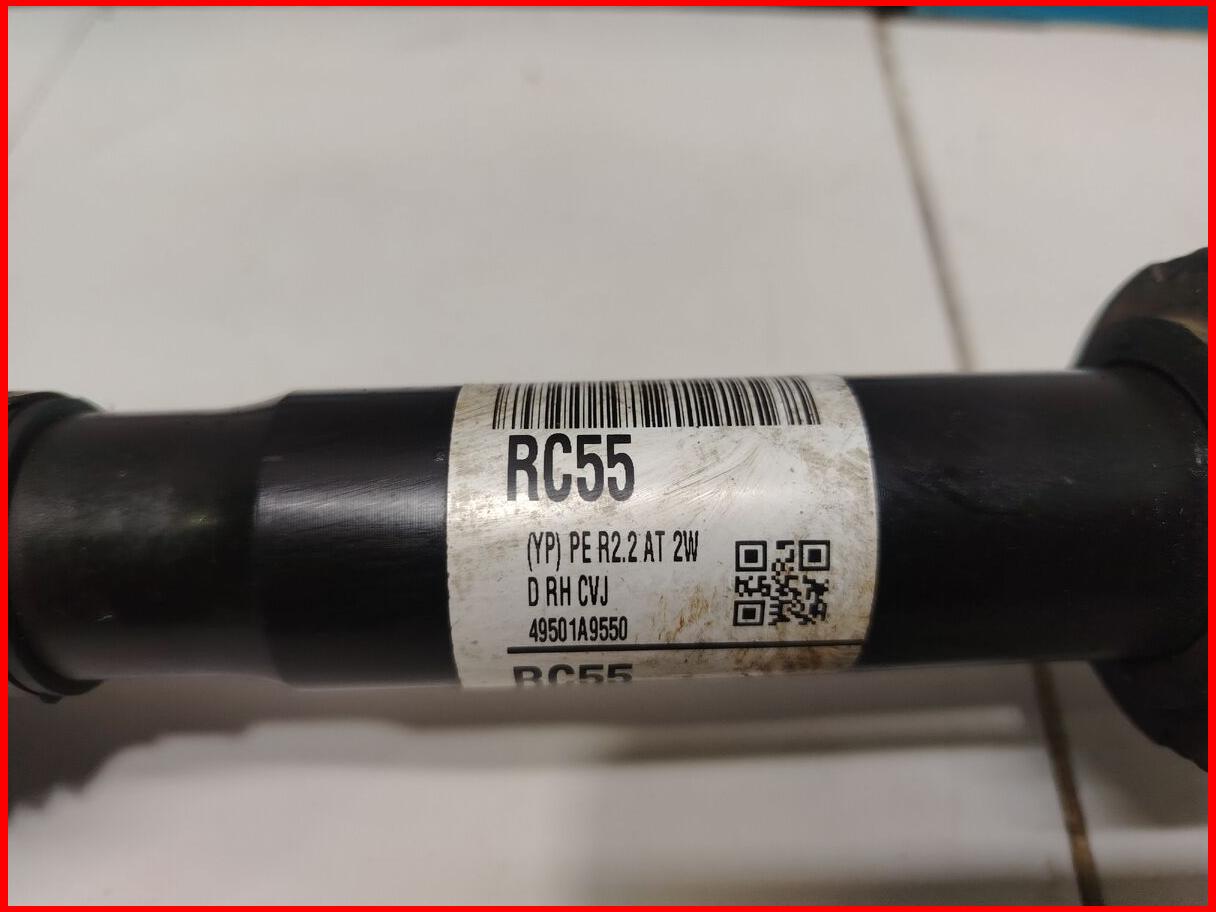 RC55
(YP) PE R2.2 AT 2W
D RH CVJ
49501A9550
RC55